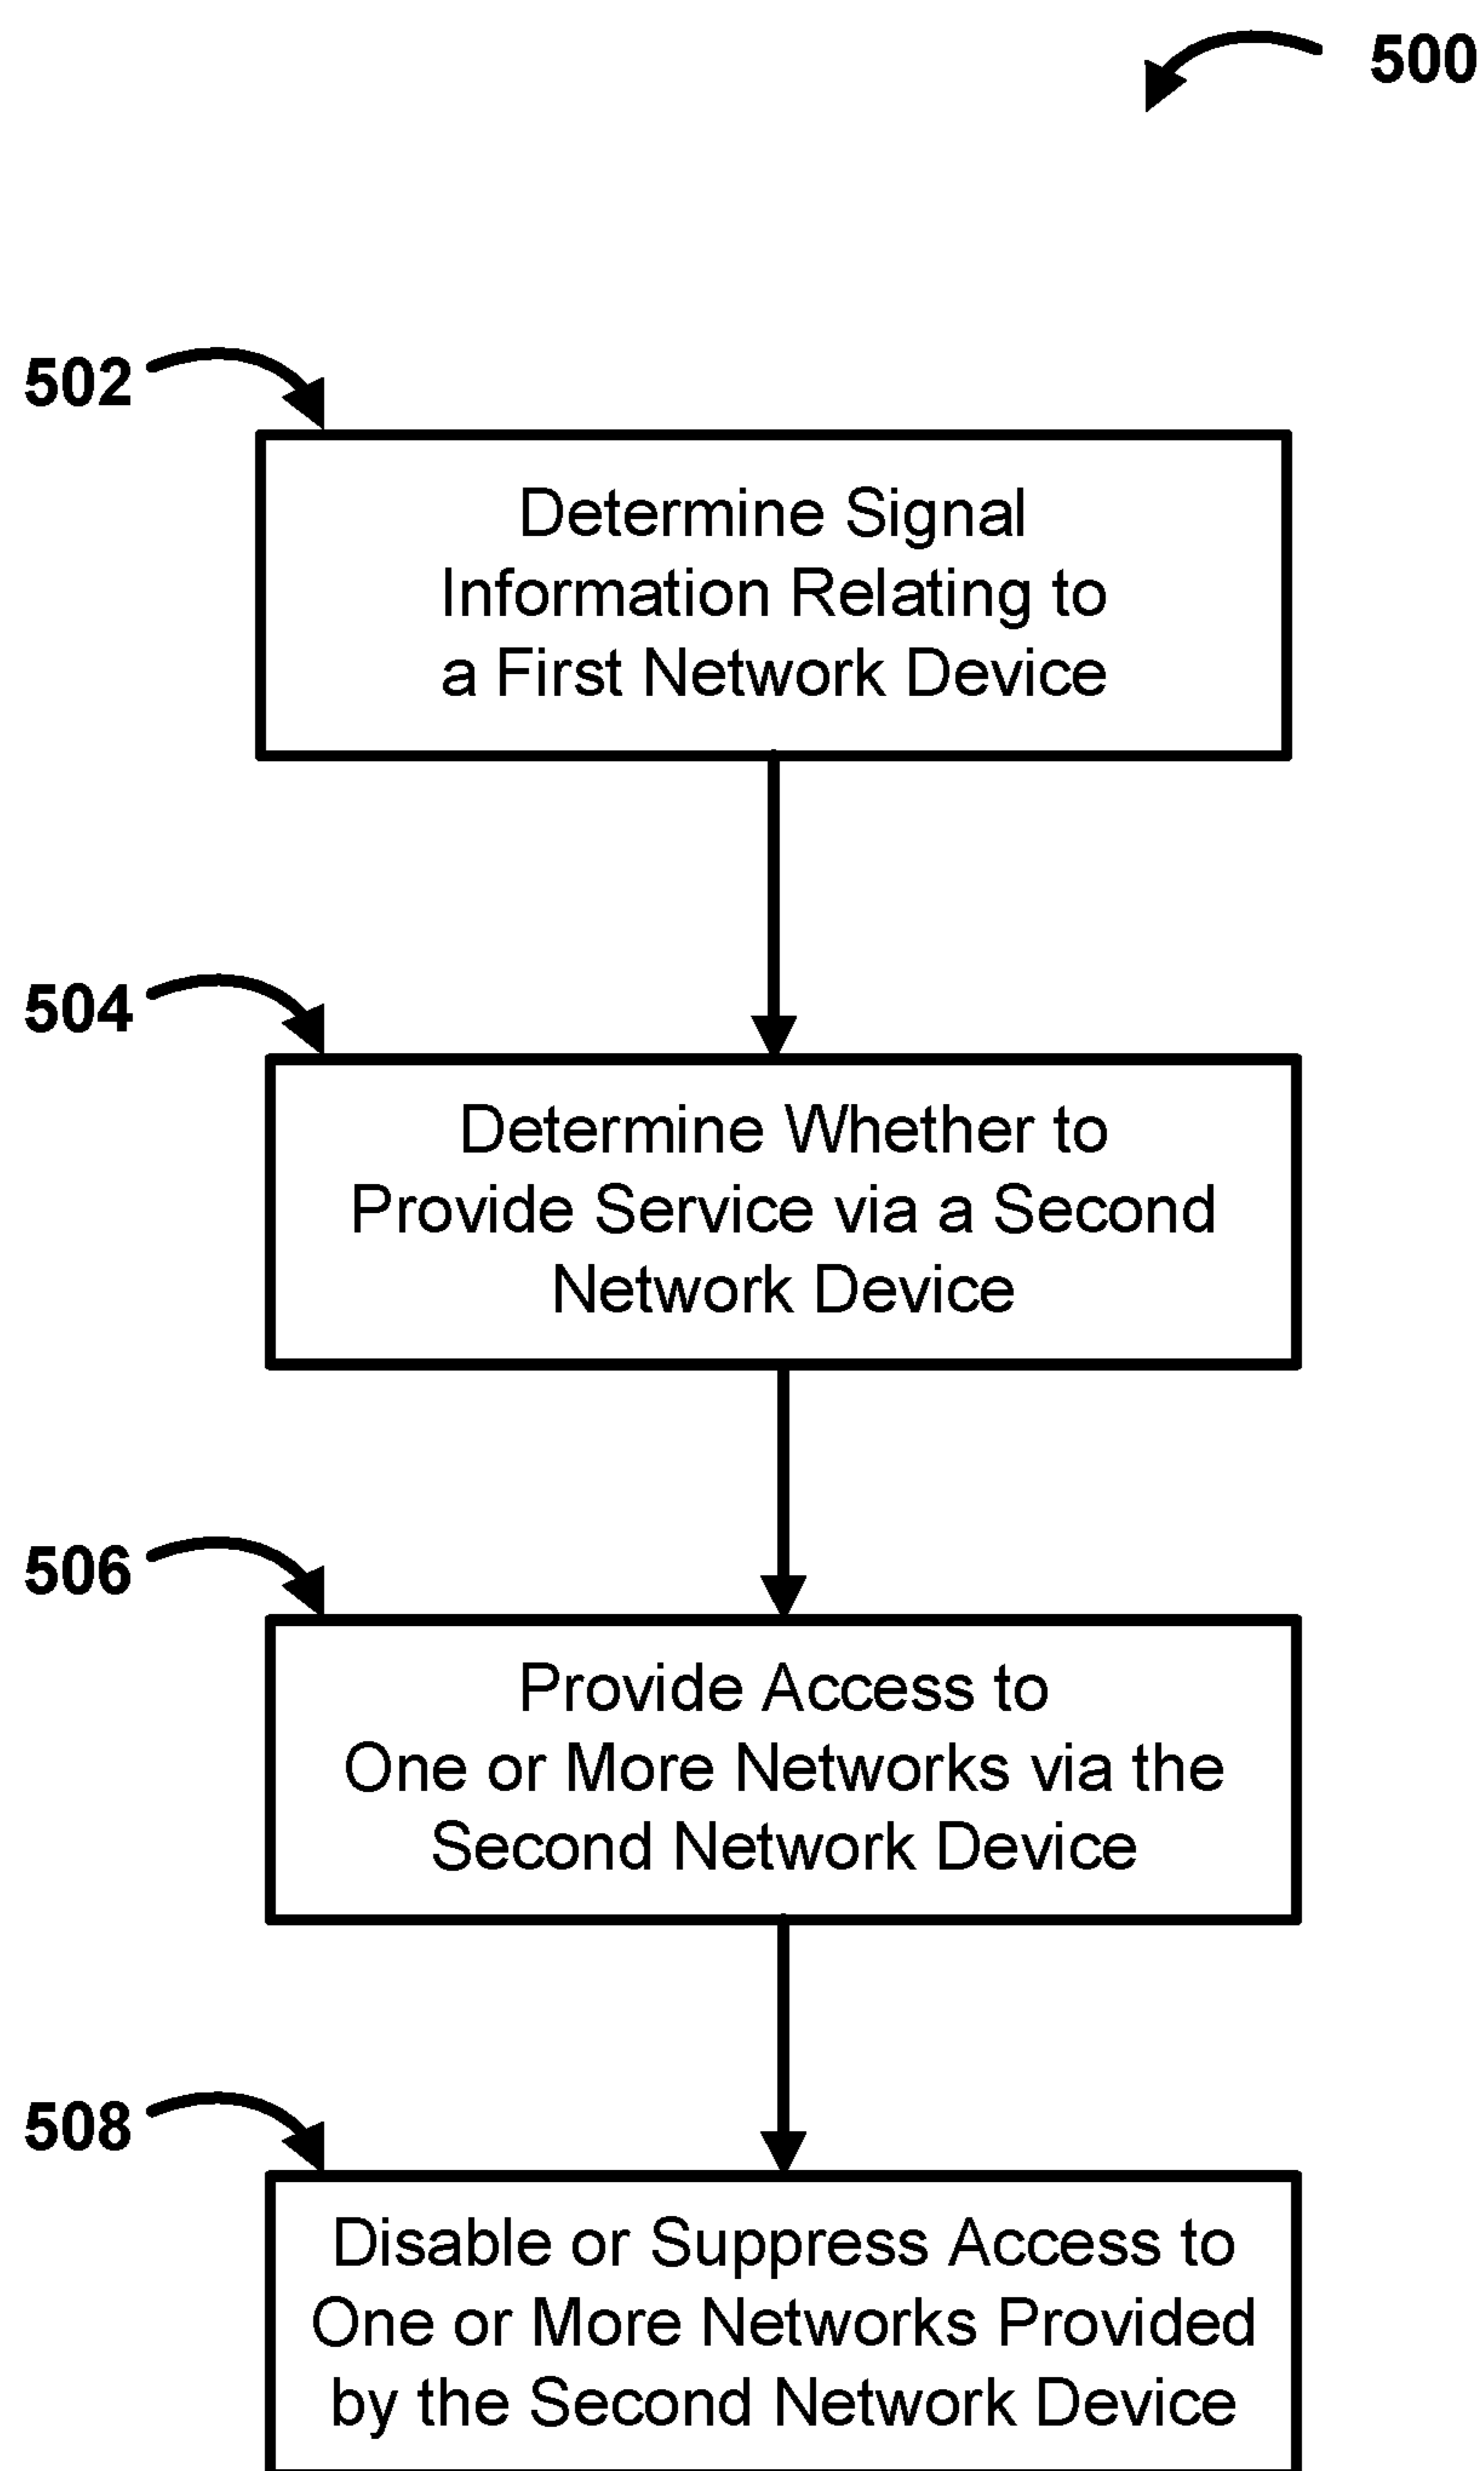 500
502
Determine Signal
Information Relating to
a First Network Device
504
Determine Whether to
Provide Service via a Second
Network Device
506
Provide Access to
One or More Networks via the
Second Network Device
508
Disable or Suppress Access to
One or More Networks Provided
by the Second Network Device